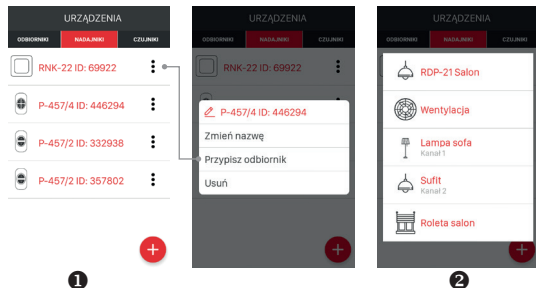 URZĄDZENIA
ODBIORNIKI NADAJNIKI CZUJNIKI
RNK-22 ID: 69922
P-457/4 ID: 446294
P-457/2 ID: 332938
P-457/2 ID: 357802
+
❶
URZĄDZENIA
ODBIORNIKI NADAJNIKI CZUJNIKI
RNK-22 ID: 69922
P-457/4 ID: 446294
Zmień nazwę
Przypisz odbiornik
Usuń
+
URZĄDZENIA
ODBIORNIKI NADAJNIKI CZUJNIKI
RDP-21 Salon
Wentylacja
Lampa sofa
Kanał 1
Sufit
Kanał 2
Roleta salon
❷